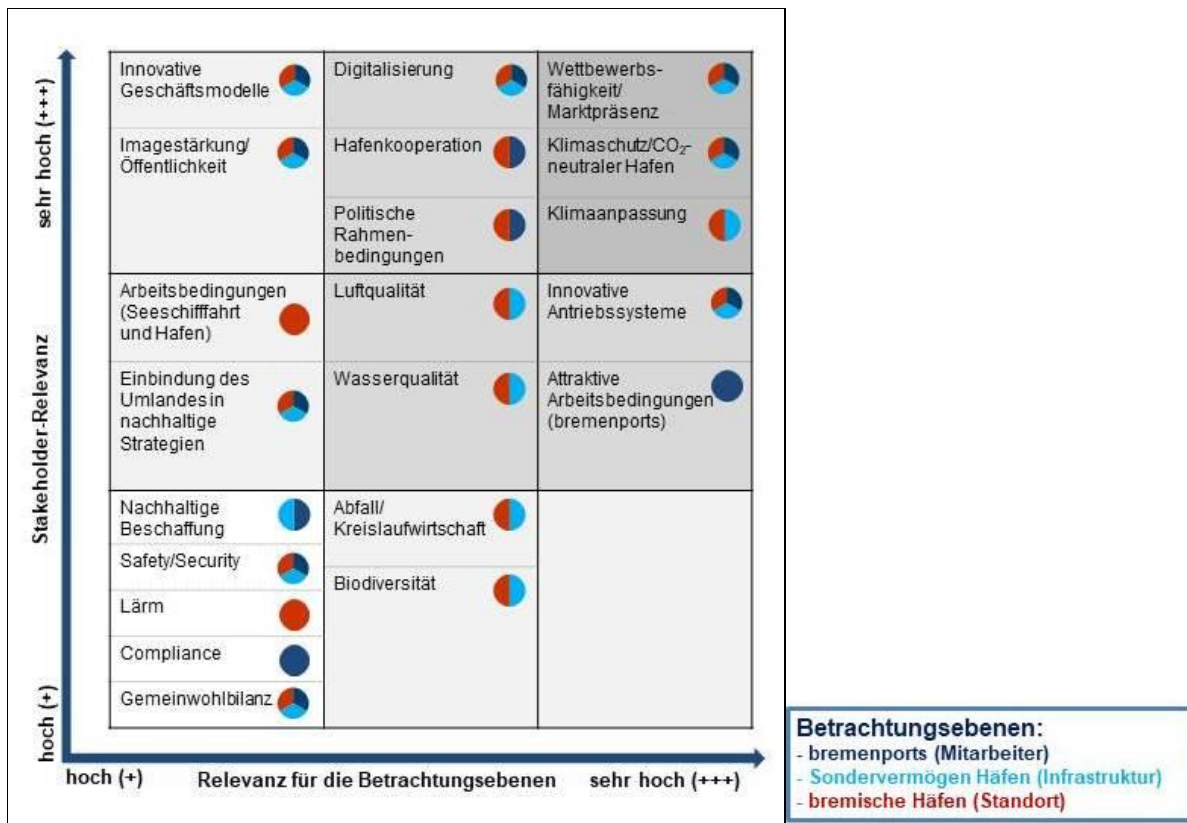 sehr hoch (+++)
Stakeholder-Relevanz
hoch (+)
Innovative
Geschäftsmodelle
Imagestärkung/
Öffentlichkeit
Digitalisierung
Hafenkooperation
Politische
Rahmen-
bedingungen
Wettbewerbs-
fähigkeit/
Marktpräsenz
Klimaschutz/CO₂-
neutraler Hafen
Klimaanpassung
Arbeitsbedingungen
(Seeschifffahrt
und Hafen)
Einbindung des
Umlandes in
nachhaltige
Strategien
Luftqualität
Wasserqualität
Innovative
Antriebssysteme
Attraktive
Arbeitsbedingungen
(bremenports)
Nachhaltige
Beschaffung
Safety/Security
Lärm
Compliance
Gemeinwohlbilanz
Abfall/
Kreislaufwirtschaft
Biodiversität
hoch (+)
Relevanz für die Betrachtungsebenen
sehr hoch (+++)
Betrachtungsebenen:
- bremenports (Mitarbeiter)
- Sondervermögen Häfen (Infrastruktur)
- bremische Häfen (Standort)